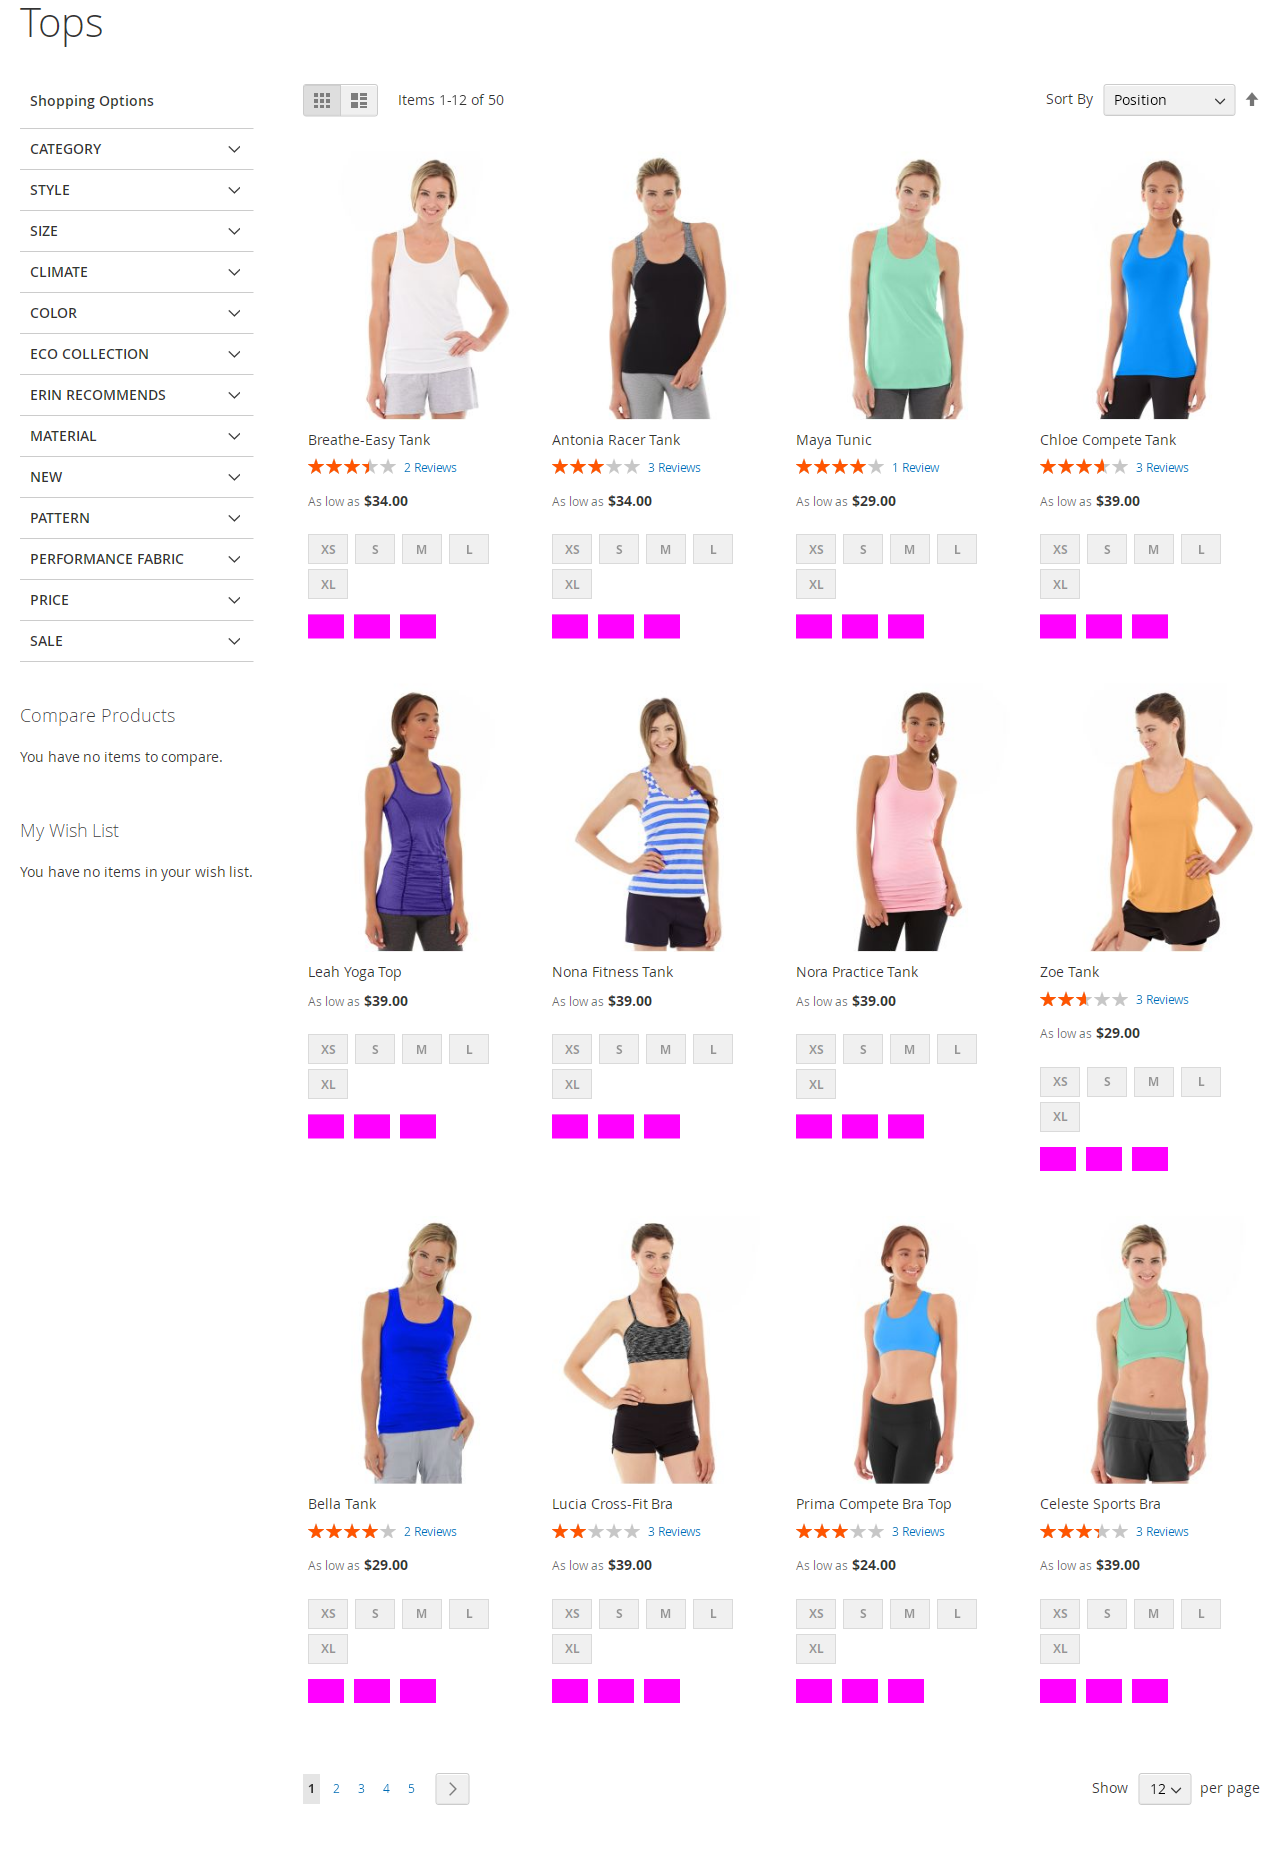 Tops
Shopping Options
CATEGORY
STYLE
SIZE
CLIMATE
COLOR
ECO COLLECTION
ERIN RECOMMENDS
MATERIAL
NEW
PATTERN
PERFORMANCE FABRIC
PRICE
SALE
Compare Products
You have no items to compare.
My Wish List
You have no items in your wish list.
Items 1-12 of 50
Sort By Position
Breathe-Easy Tank
2 Reviews
As low as $34.00
XS S M L
XL
Antonia Racer Tank
3 Reviews
As low as $34.00
XS S M L
XL
Maya Tunic
1 Review
As low as $29.00
XS S M L
XL
Chloe Compete Tank
3 Reviews
As low as $39.00
XS S M L
XL
Leah Yoga Top
As low as $39.00
XS S M L
XL
Nona Fitness Tank
As low as $39.00
XS S M L
XL
Nora Practice Tank
As low as $39.00
XS S M L
XL
Zoe Tank
3 Reviews
As low as $29.00
XS S M L
XL
Bella Tank
2 Reviews
As low as $29.00
XS S M L
XL
Lucia Cross-Fit Bra
3 Reviews
As low as $39.00
XS S M L
XL
Prima Compete Bra Top
3 Reviews
As low as $24.00
XS S M L
XL
Celeste Sports Bra
3 Reviews
As low as $39.00
XS S M L
XL
1 2 3 4 5
Show 12 per page